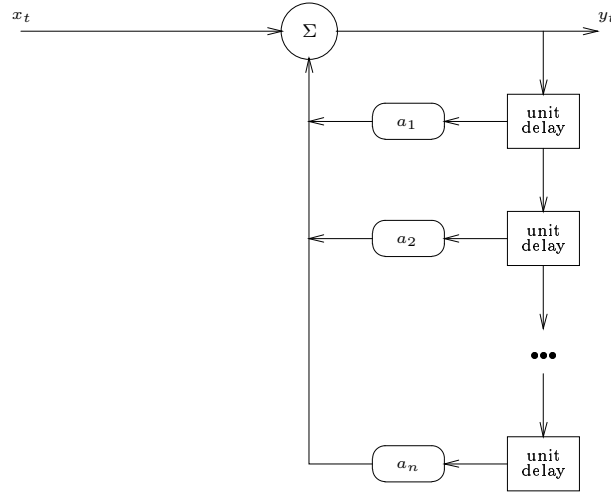 x_t
Σ
y_t
a_1
unit
delay
a_2
unit
delay
a_n
unit
delay